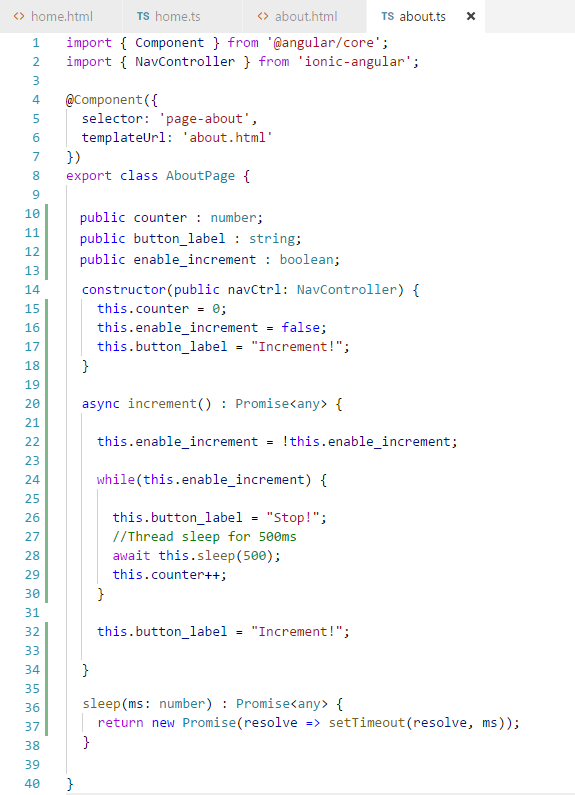 <> home.html TS home.ts <> about.html TS about.ts ×
1 import { Component } from '@angular/core';
2 import { NavController } from 'ionic-angular';
3
4 @Component({
5 selector: 'page-about',
6 templateUrl: 'about.html'
7 })
8 export class AboutPage {
9
10 public counter : number;
11 public button_label : string;
12 public enable_increment : boolean;
13
14 constructor(public navCtrl: NavController) {
15 this.counter = 0;
16 this.enable_increment = false;
17 this.button_label = "Increment!";
18 }
19
20 async increment() : Promise<any> {
21
22 this.enable_increment = !this.enable_increment;
23
24 while(this.enable_increment) {
25
26 this.button_label = "Stop!";
27 //Thread sleep for 500ms
28 await this.sleep(500);
29 this.counter++;
30 }
31
32 this.button_label = "Increment!";
33
34 }
35
36 sleep(ms: number) : Promise<any> {
37 return new Promise(resolve => setTimeout(resolve, ms));
38 }
39
40 }